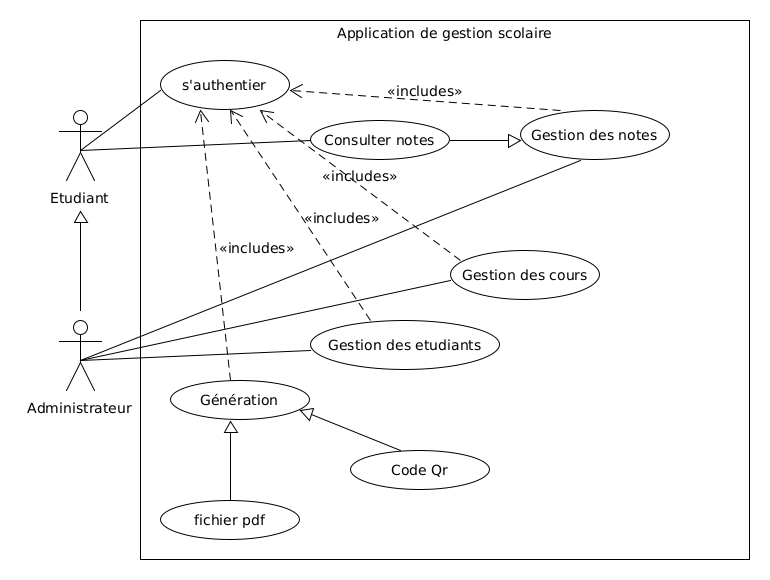 Application de gestion scolaire
s'authentier
«includes»
Gestion des notes
Consulter notes
«includes»
Etudiant
«includes»
«includes»
Gestion des cours
Gestion des etudiants
Administrateur
Génération
Code Qr
fichier pdf